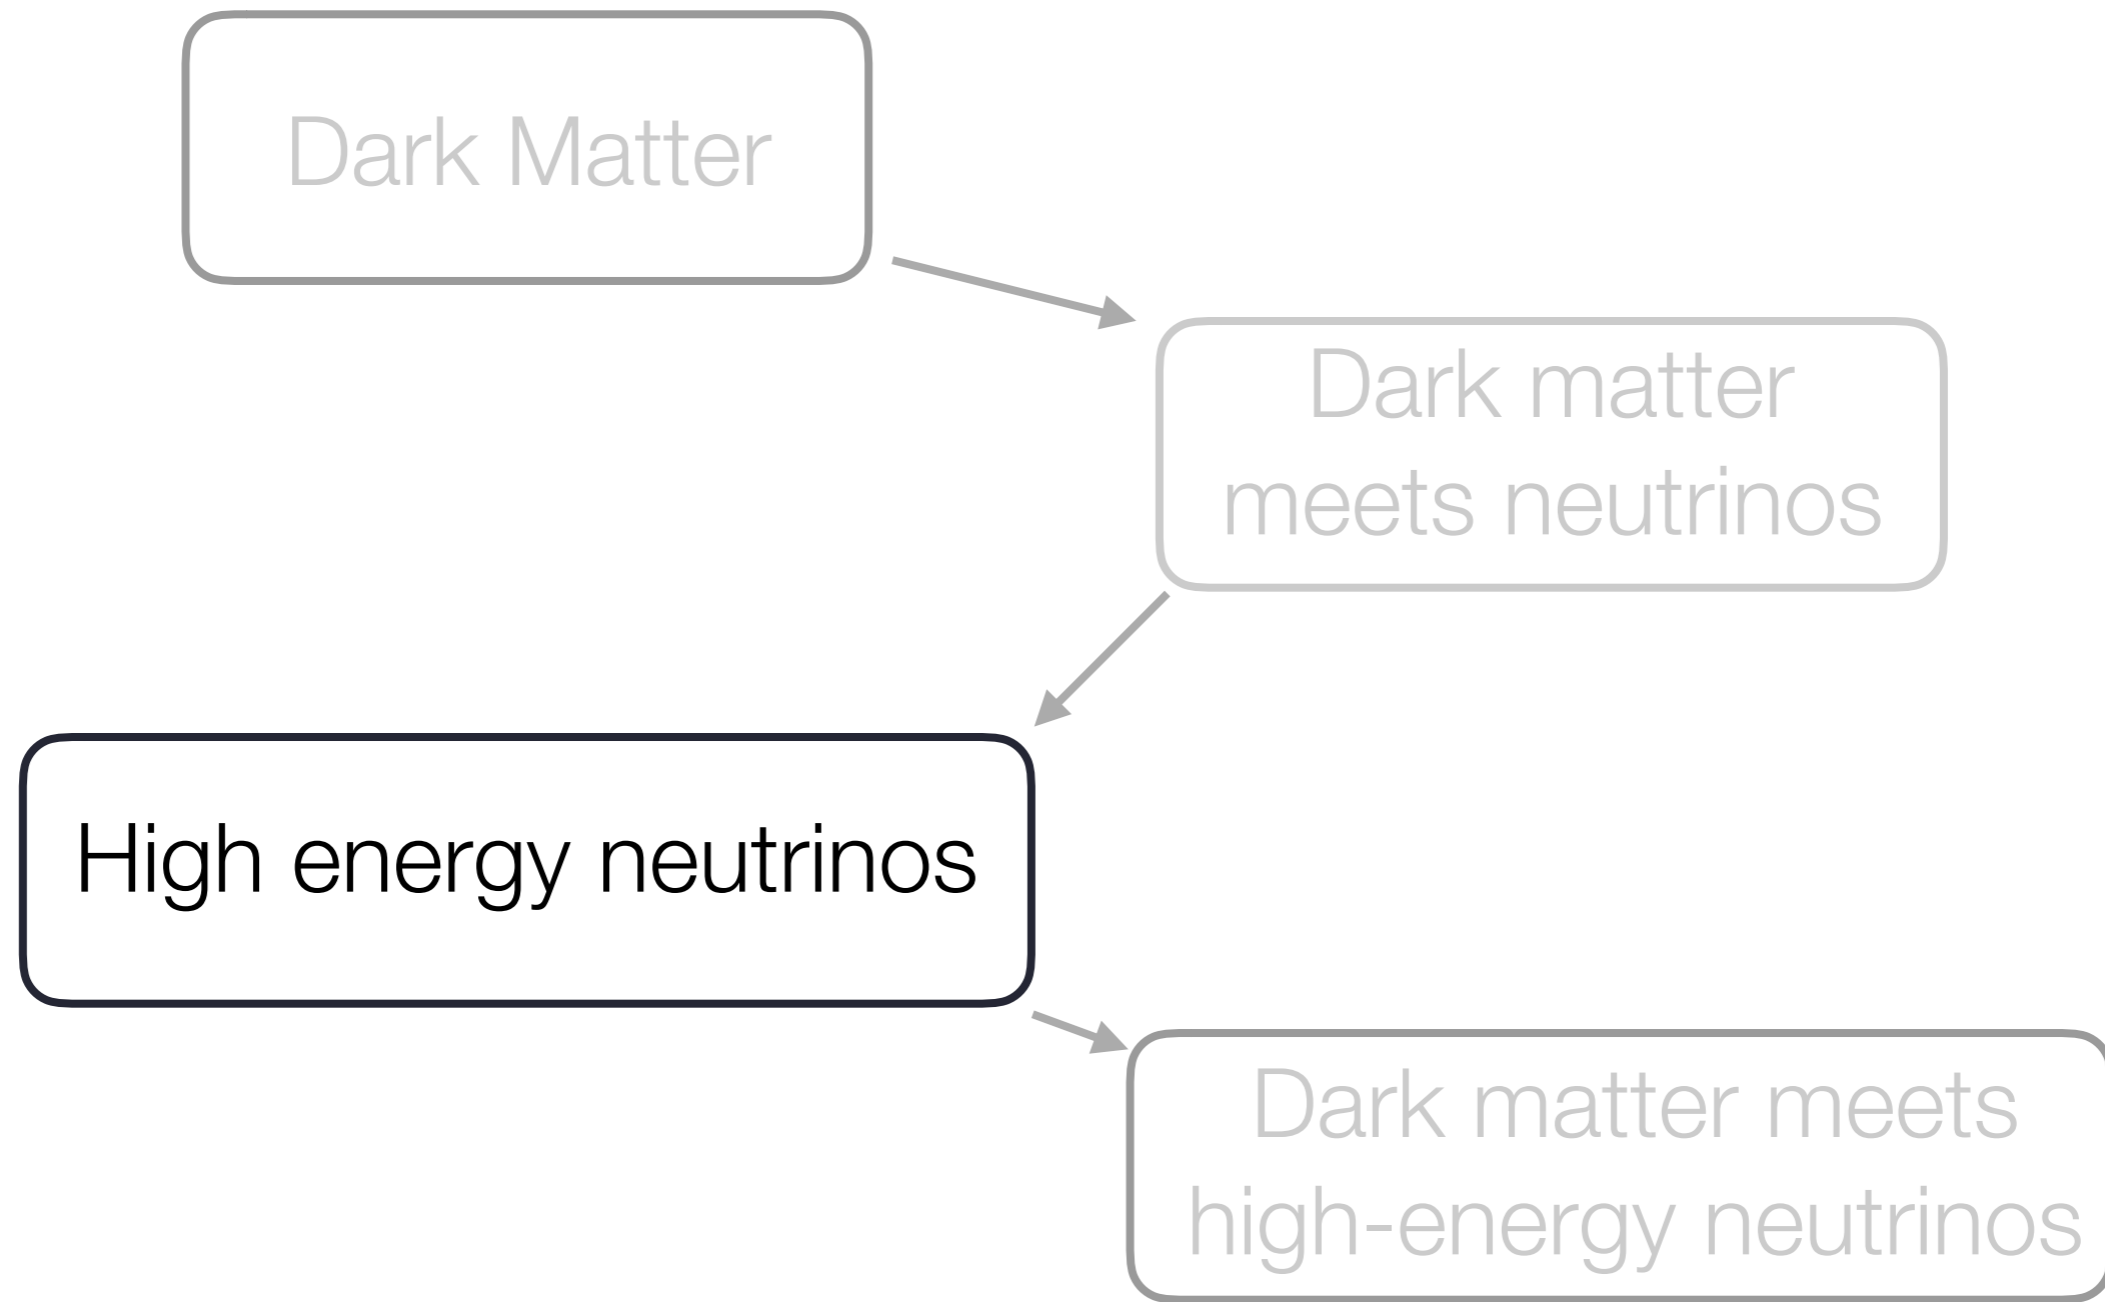 Dark Matter
Dark matter
meets neutrinos
High energy neutrinos
Dark matter meets
high-energy neutrinos